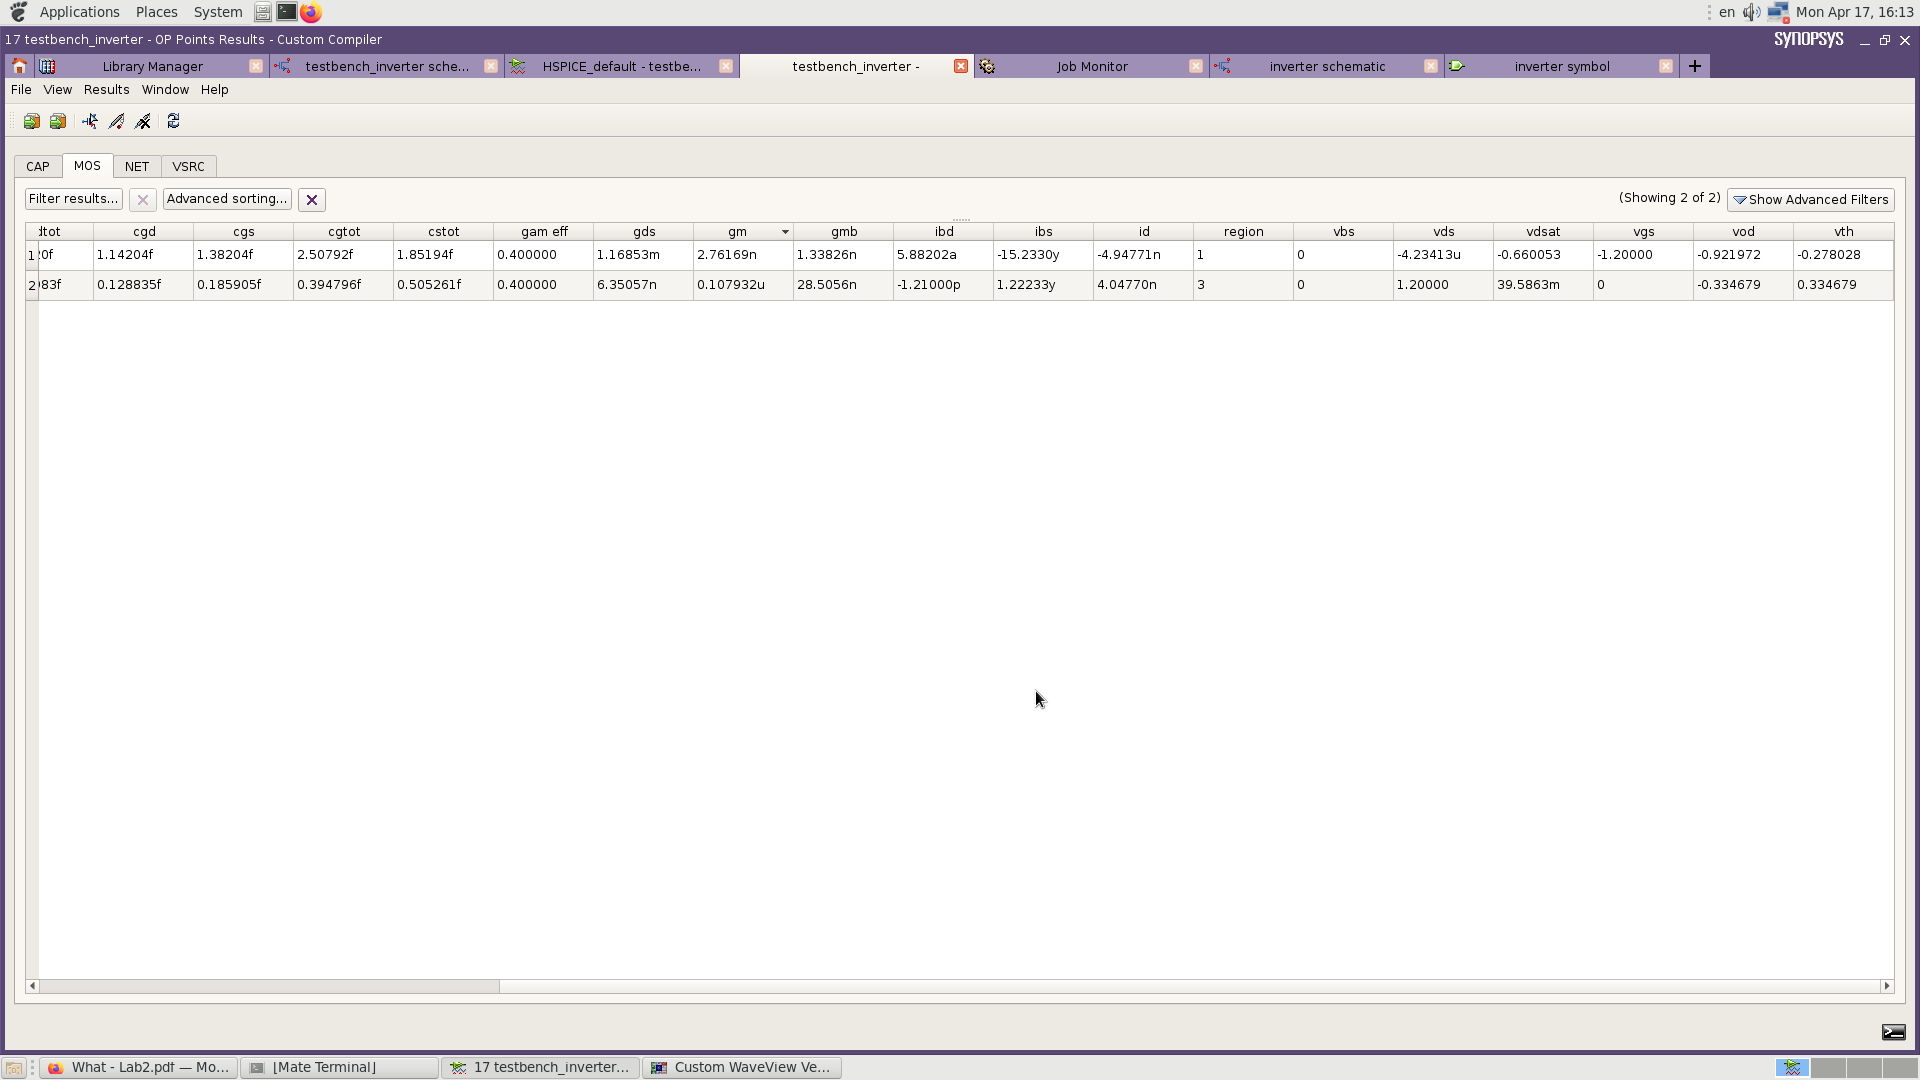 Applications Places System en Mon Apr 17, 16:13
17 testbench_inverter - OP Points Results - Custom Compiler SYNOPSYS
Library Manager testbench_inverter sche... HSPICE_default - testbe... testbench_inverter - Job Monitor inverter schematic inverter symbol
File View Results Window Help
CAP MOS NET VSRC
Filter results... Advanced sorting... (Showing 2 of 2) Show Advanced Filters
dtot cgd cgs cgtot cstot gam eff gds gm gmb ibd ibs id region vbs vds vdsat vgs vod vth
1 0f 1.14204f 1.38204f 2.50792f 1.85194f 0.400000 1.16853m 2.76169n 1.33826n 5.88202a -15.2330y -4.94771n 1 0 -4.23413u -0.660053 -1.20000 -0.921972 -0.278028
2 83f 0.128835f 0.185905f 0.394796f 0.505261f 0.400000 6.35057n 0.107932u 28.5056n -1.21000p 1.22233y 4.04770n 3 0 1.20000 39.5863m 0 -0.334679 0.334679
What - Lab2.pdf — Mo... [Mate Terminal] 17 testbench_inverter... Custom WaveView Ve...